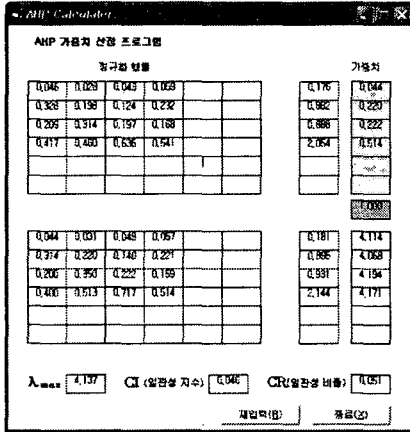 AHP Calculator
AHP 가중치 산정 프로그램
정규화 행렬 가중치
0,046 0,028 0,043 0,059 0,176 0,044
0,328 0,198 0,124 0,232 0,882 0,220
0,209 0,314 0,197 0,168 0,888 0,222
0,417 0,460 0,636 0,541 2,054 0,514
1,000
0,044 0,031 0,049 0,057 0,181 4,114
0,314 0,220 0,140 0,221 0,895 4,068
0,200 0,350 0,222 0,159 0,931 4,194
0,400 0,513 0,717 0,514 2,144 4,171
λmax 4,137 CI (일관성 지수) 0,046 CR(일관성 비율) 0,051
재입력(R) 종료(X)